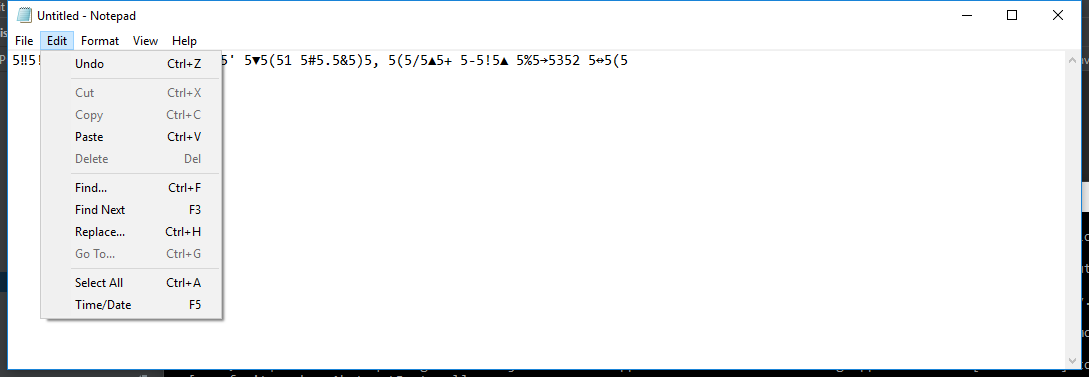 Untitled - Notepad
File Edit Format View Help
5‼5!
5' 5▼5(51 5#5.5&5)5, 5(5/5▲5+ 5-5!5▲ 5%5→5352 5↔5(5
Undo Ctrl+Z
Cut Ctrl+X
Copy Ctrl+C
Paste Ctrl+V
Delete Del
Find... Ctrl+F
Find Next F3
Replace... Ctrl+H
Go To... Ctrl+G
Select All Ctrl+A
Time/Date F5